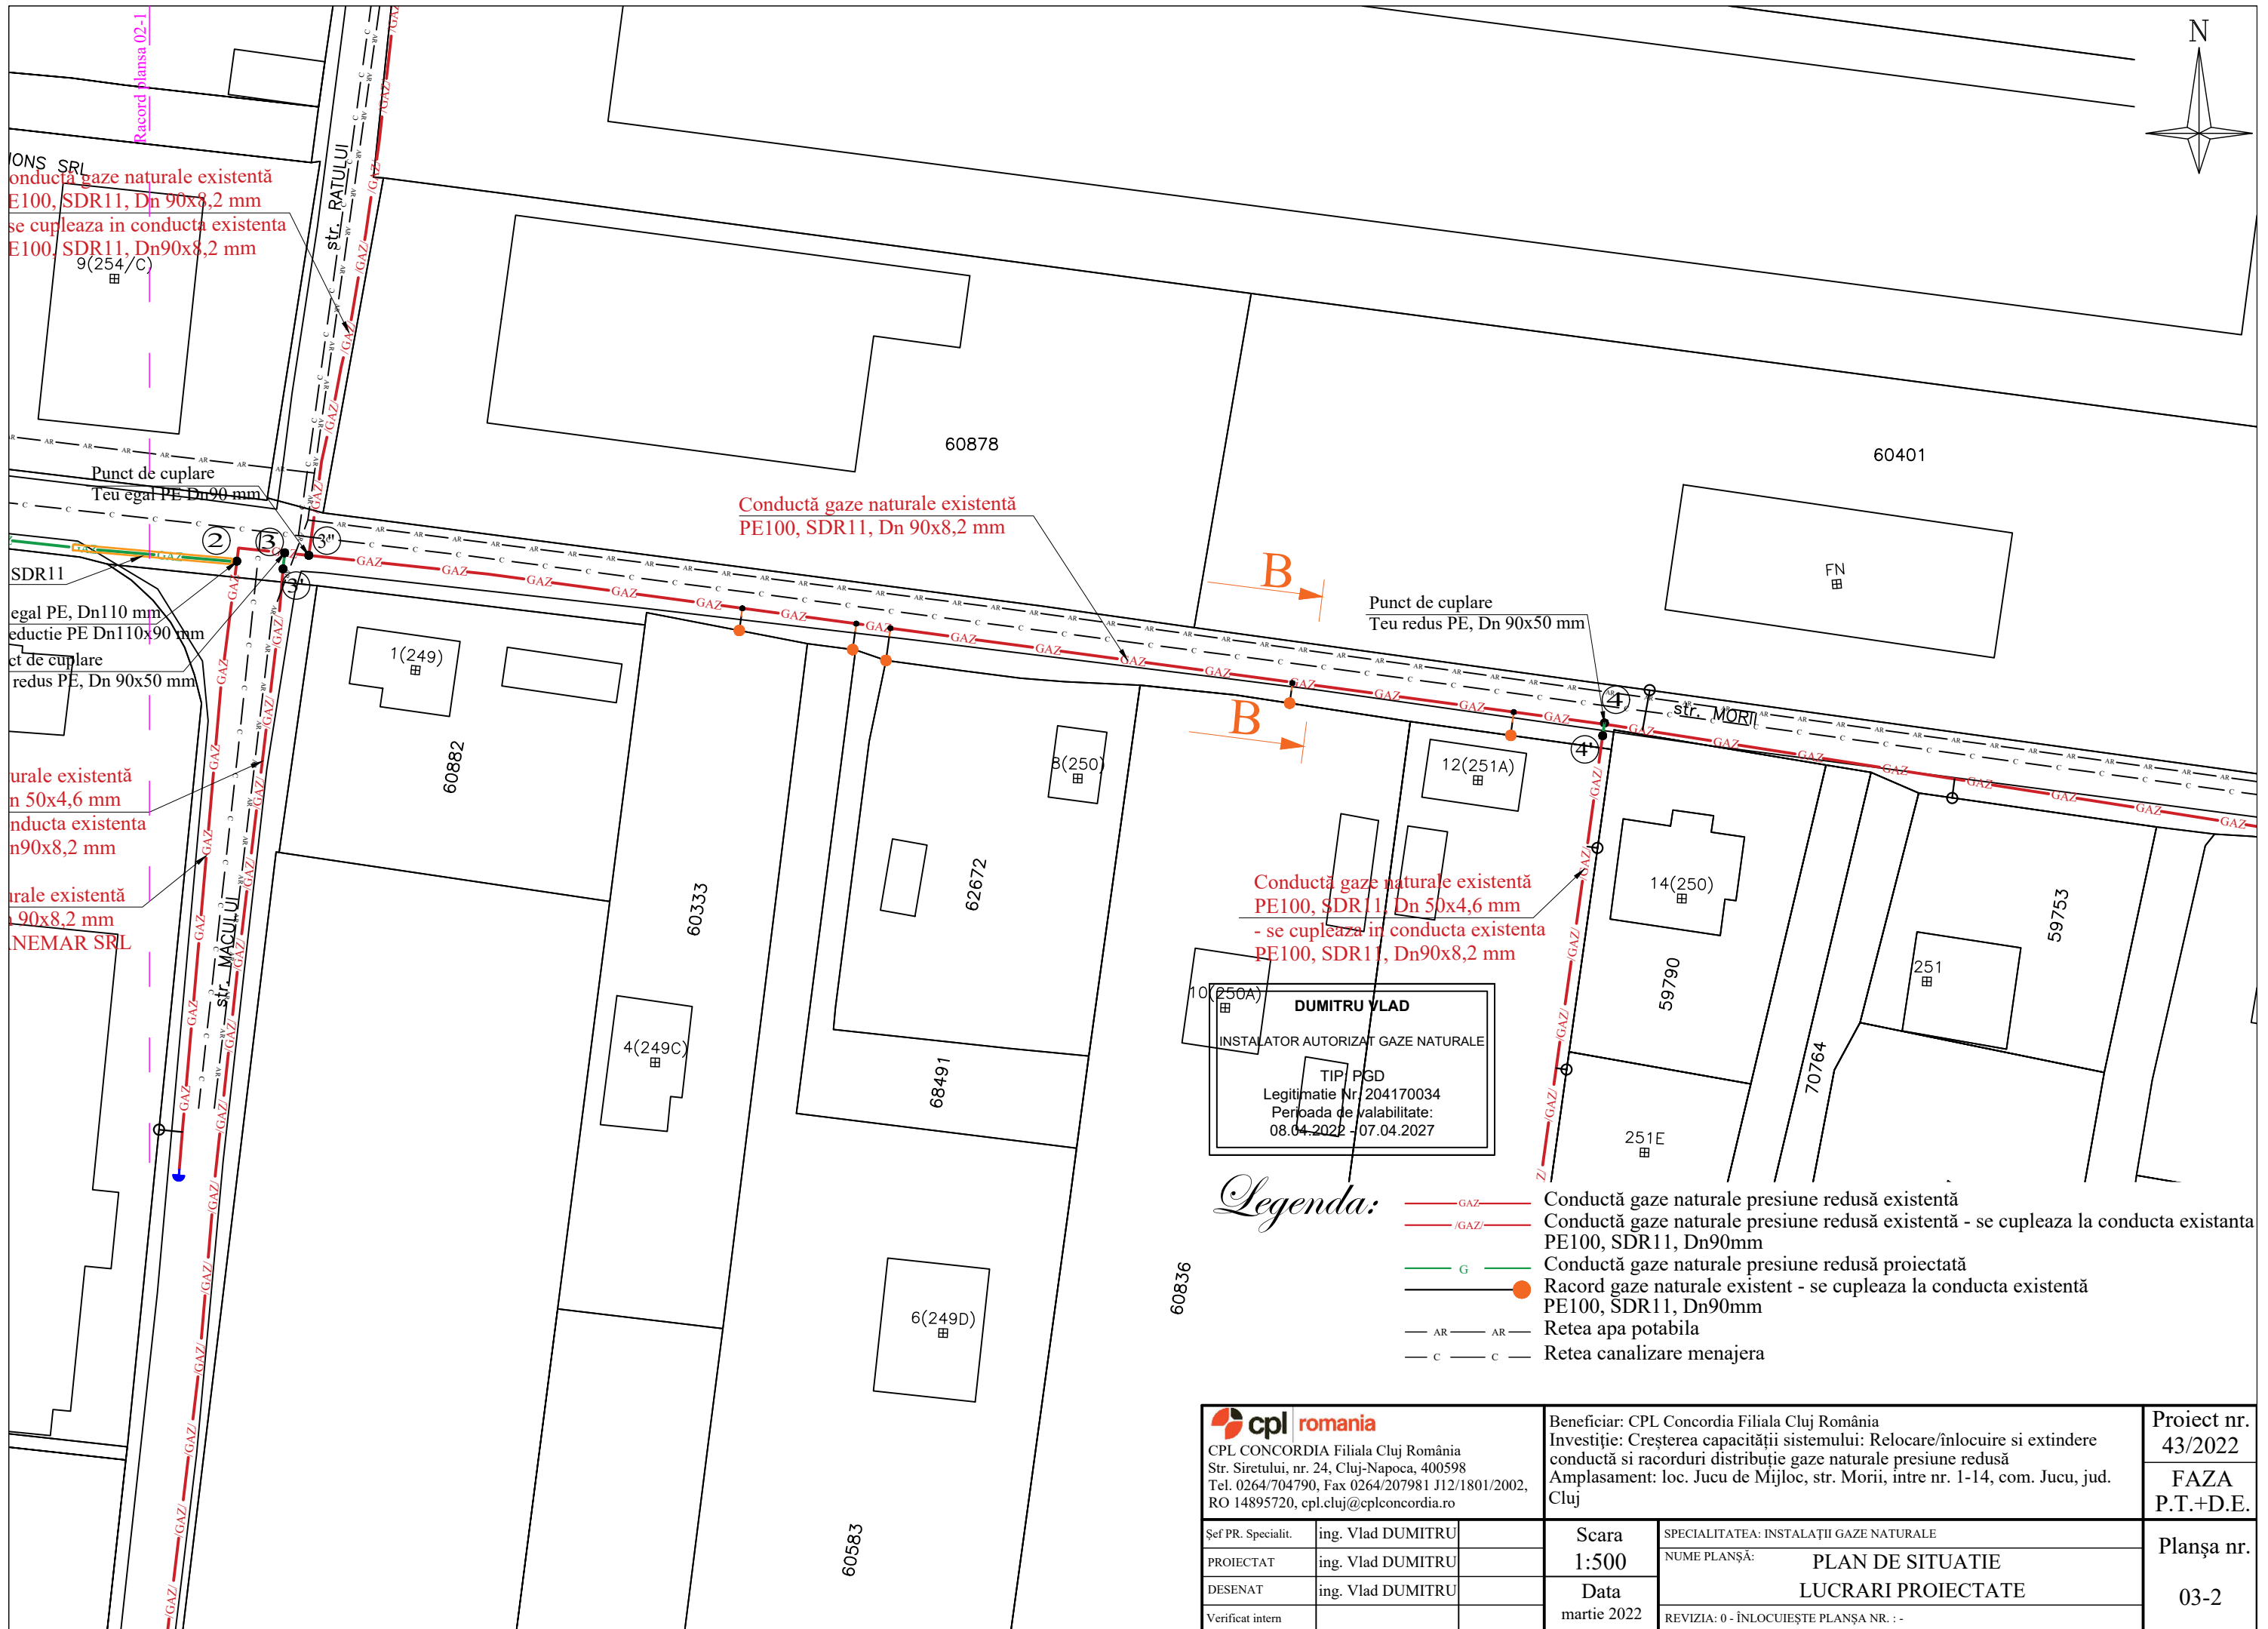 Racord plansa 02-1
N
IONS SRL
onductă gaze naturale existentă
E100, SDR11, Dn 90x8,2 mm
se cupleaza in conducta existenta
E100, SDR11, Dn90x8,2 mm
9(254/C)
str. RATULUI
Punct de cuplare
Teu egal PE Dn90 mm
2
3
3"
3'
SDR11
egal PE, Dn110 mm
eductie PE Dn110x90 mm
ct de cuplare
redus PE, Dn 90x50 mm
urale existentă
n 50x4,6 mm
nducta existenta
n90x8,2 mm
urale existentă
90x8,2 mm
NEMAR SRL
str. MACULUI
60878
60401
Conductă gaze naturale existentă
PE100, SDR11, Dn 90x8,2 mm
B
B
FN
Punct de cuplare
Teu redus PE, Dn 90x50 mm
4
4'
str. MORII
1(249)
60882
8(250)
12(251A)
60333
62672
14(250)
59753
59790
251
Conductă gaze naturale existentă
PE100, SDR11, Dn 50x4,6 mm
- se cupleaza in conducta existenta
PE100, SDR11, Dn90x8,2 mm
10(250A)
4(249C)
68491
70764
251E
6(249D)
60836
60583
DUMITRU VLAD
INSTALATOR AUTORIZAT GAZE NATURALE
TIP: PGD
Legitimatie Nr. 204170034
Perioada de valabilitate:
08.04.2022 - 07.04.2027
Legenda:
GAZ Conductă gaze naturale presiune redusă existentă
/GAZ/ Conductă gaze naturale presiune redusă existentă - se cupleaza la conducta existanta
PE100, SDR11, Dn90mm
G Conductă gaze naturale presiune redusă proiectată
Racord gaze naturale existent - se cupleaza la conducta existentă
PE100, SDR11, Dn90mm
AR AR Retea apa potabila
C C Retea canalizare menajera
cpl romania
CPL CONCORDIA Filiala Cluj România
Str. Siretului, nr. 24, Cluj-Napoca, 400598
Tel. 0264/704790, Fax 0264/207981 J12/1801/2002,
RO 14895720, cpl.cluj@cplconcordia.ro
Beneficiar: CPL Concordia Filiala Cluj România
Investiție: Creșterea capacității sistemului: Relocare/înlocuire si extindere
conductă si racorduri distribuție gaze naturale presiune redusă
Amplasament: loc. Jucu de Mijloc, str. Morii, intre nr. 1-14, com. Jucu, jud.
Cluj
Proiect nr.
43/2022
FAZA
P.T.+D.E.
Şef PR. Specialit. ing. Vlad DUMITRU
PROIECTAT ing. Vlad DUMITRU
DESENAT ing. Vlad DUMITRU
Verificat intern
Scara
1:500
Data
martie 2022
SPECIALITATEA: INSTALAŢII GAZE NATURALE
NUME PLANŞĂ: PLAN DE SITUATIE
LUCRARI PROIECTATE
REVIZIA: 0 - ÎNLOCUIEŞTE PLANŞA NR. : -
Planşa nr.
03-2